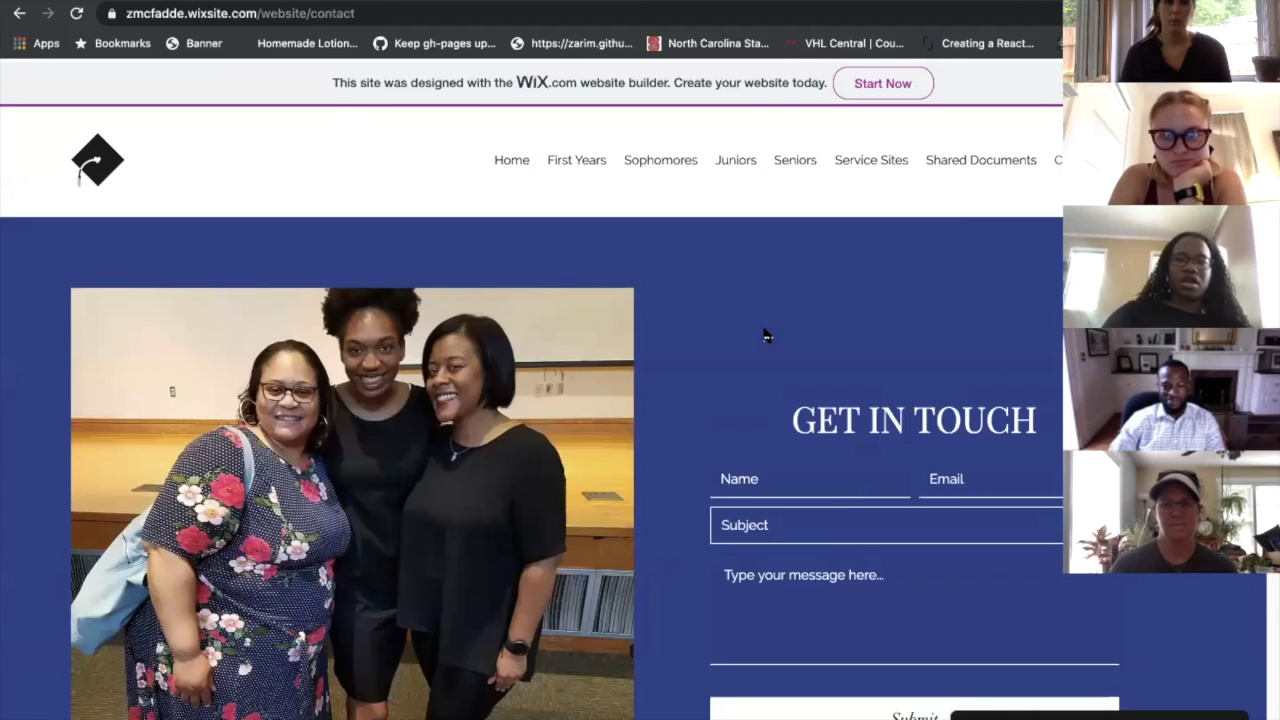 zmcfadde.wixsite.com/website/contact
Apps Bookmarks Banner Homemade Lotion... Keep gh-pages up... https://zarim.githu... North Carolina Sta... VHL Central | Cou... Creating a React...
This site was designed with the WiX.com website builder. Create your website today. Start Now
Home First Years Sophomores Juniors Seniors Service Sites Shared Documents C
GET IN TOUCH
Name Email
Subject
Type your message here...
Submit